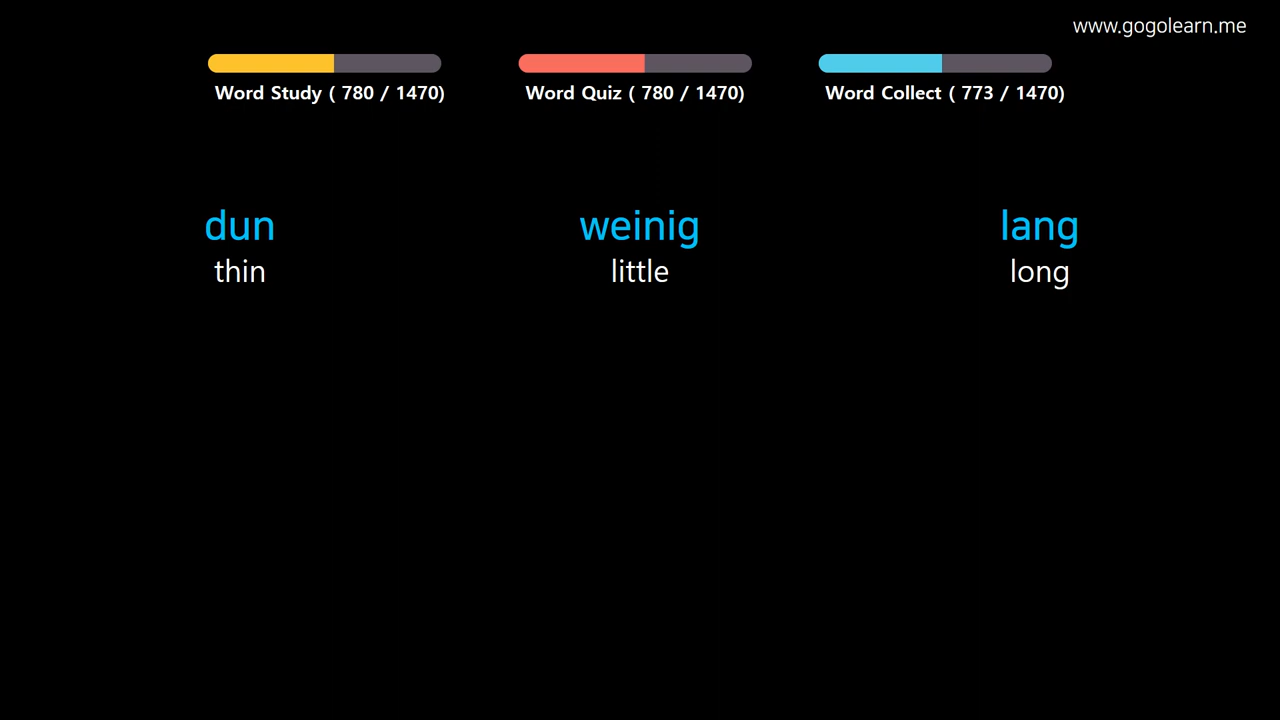 www.gogolearn.me
Word Study ( 780 / 1470)
Word Quiz ( 780 / 1470)
Word Collect ( 773 / 1470)
dun
thin
weinig
little
lang
long